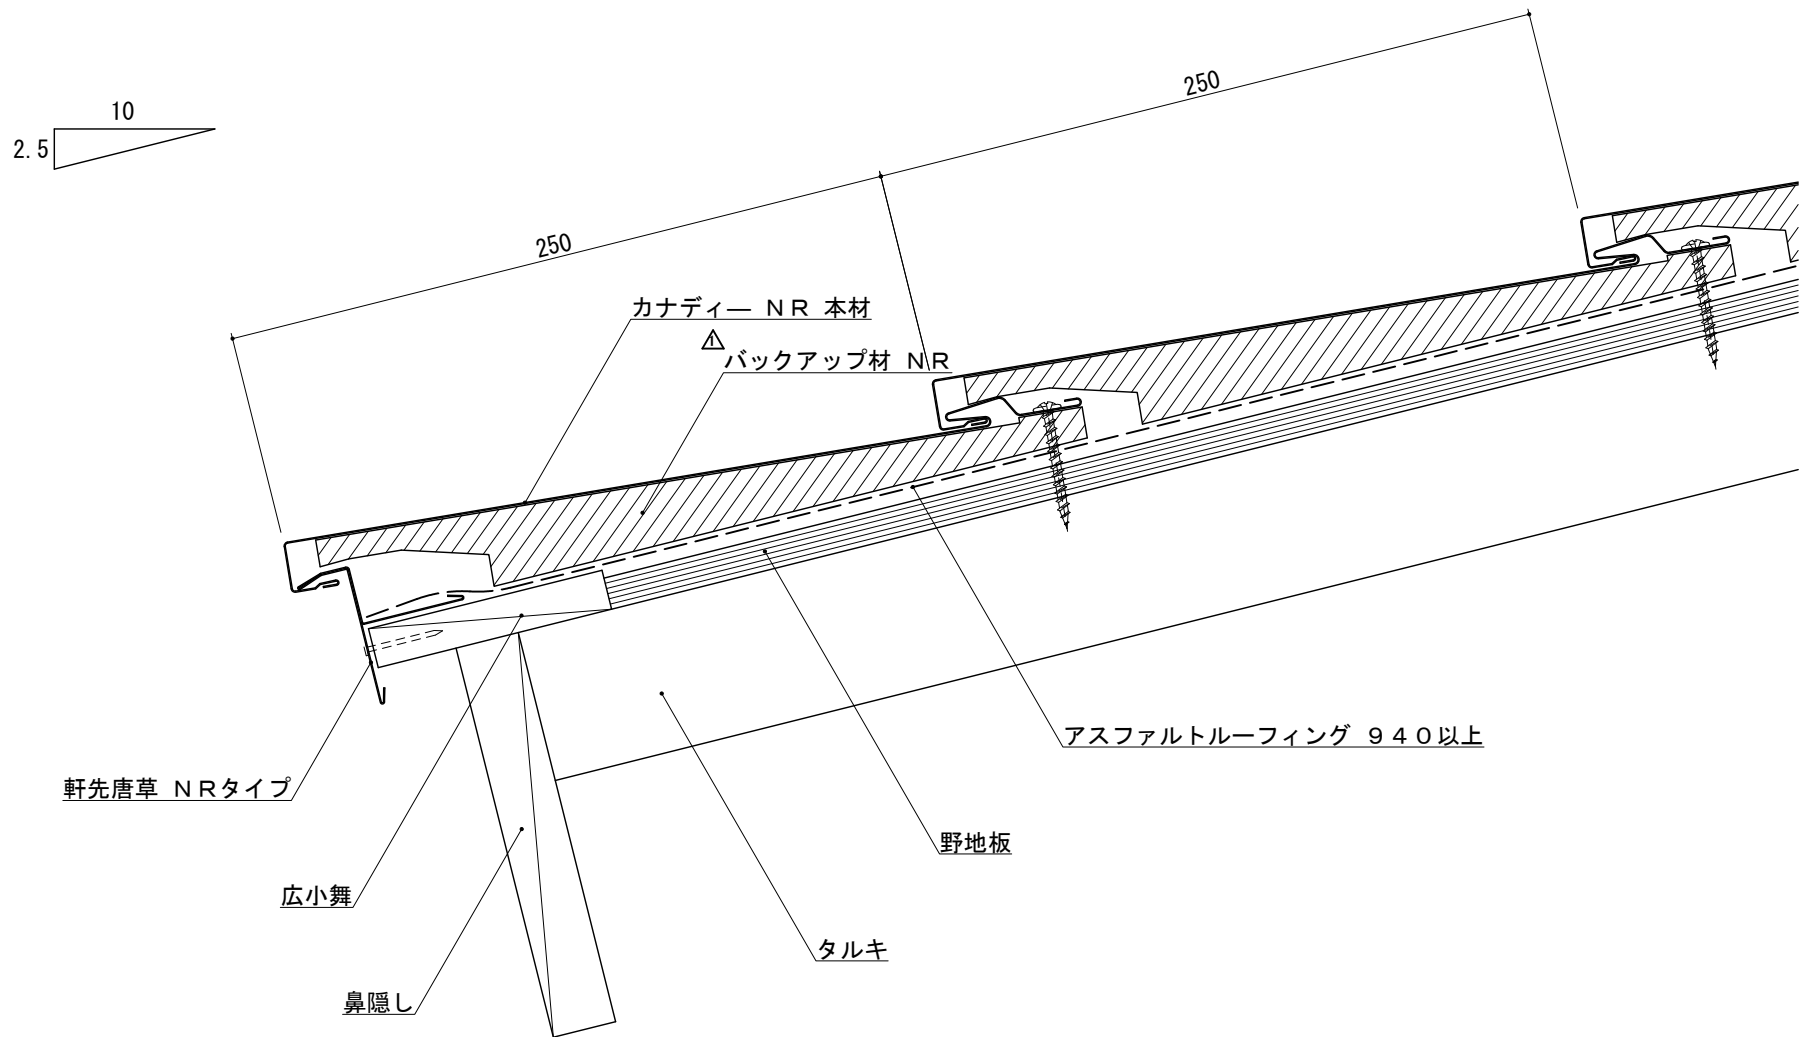 250
10
2.5
250
カナディ― ＮＲ 本材
1
バックアップ材 ＮＲ
アスファルトルーフィング ９４０以上
軒先唐草 ＮＲタイプ
野地板
広小舞
タルキ
鼻隠し